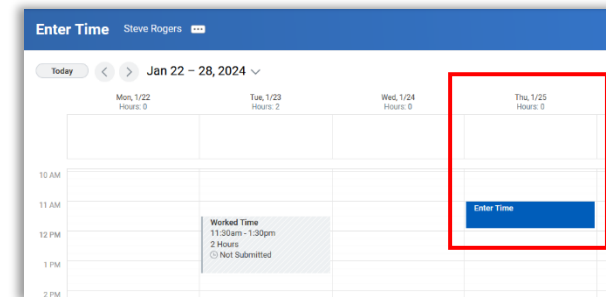 Enter Time Steve Rogers
Today Jan 22 – 28, 2024
Mon, 1/22 Tue, 1/23 Wed, 1/24 Thu, 1/25
Hours: 0 Hours: 2 Hours: 0 Hours: 0
10 AM
11 AM
Enter Time
Worked Time
12 PM 11:30am - 1:30pm
2 Hours
Not Submitted
1 PM
2 PM